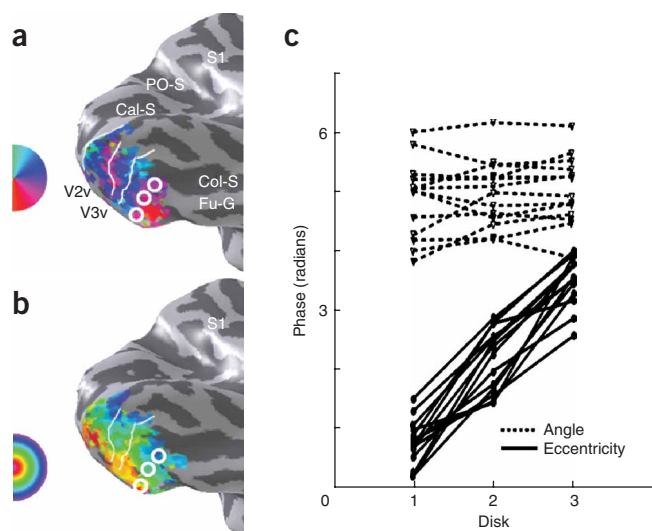 a
S1
PO-S
Cal-S
V2v
V3v
Col-S
Fu-G
b
S1
c
Phase (radians)
6
3
0
1
2
3
Disk
Angle
Eccentricity